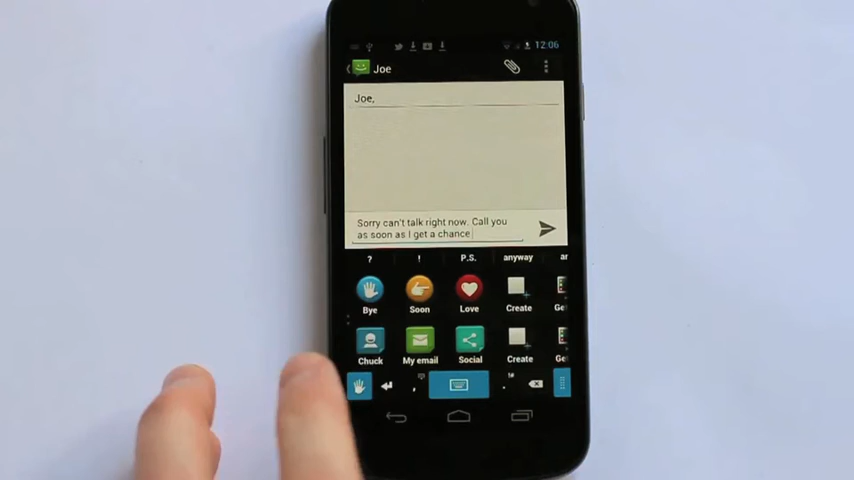 12:06
Joe
Joe,
Sorry can't talk right now. Call you
as soon as I get a chance
? ! P.S. anyway
Bye Soon Love Create
Chuck My email Social Create
, .